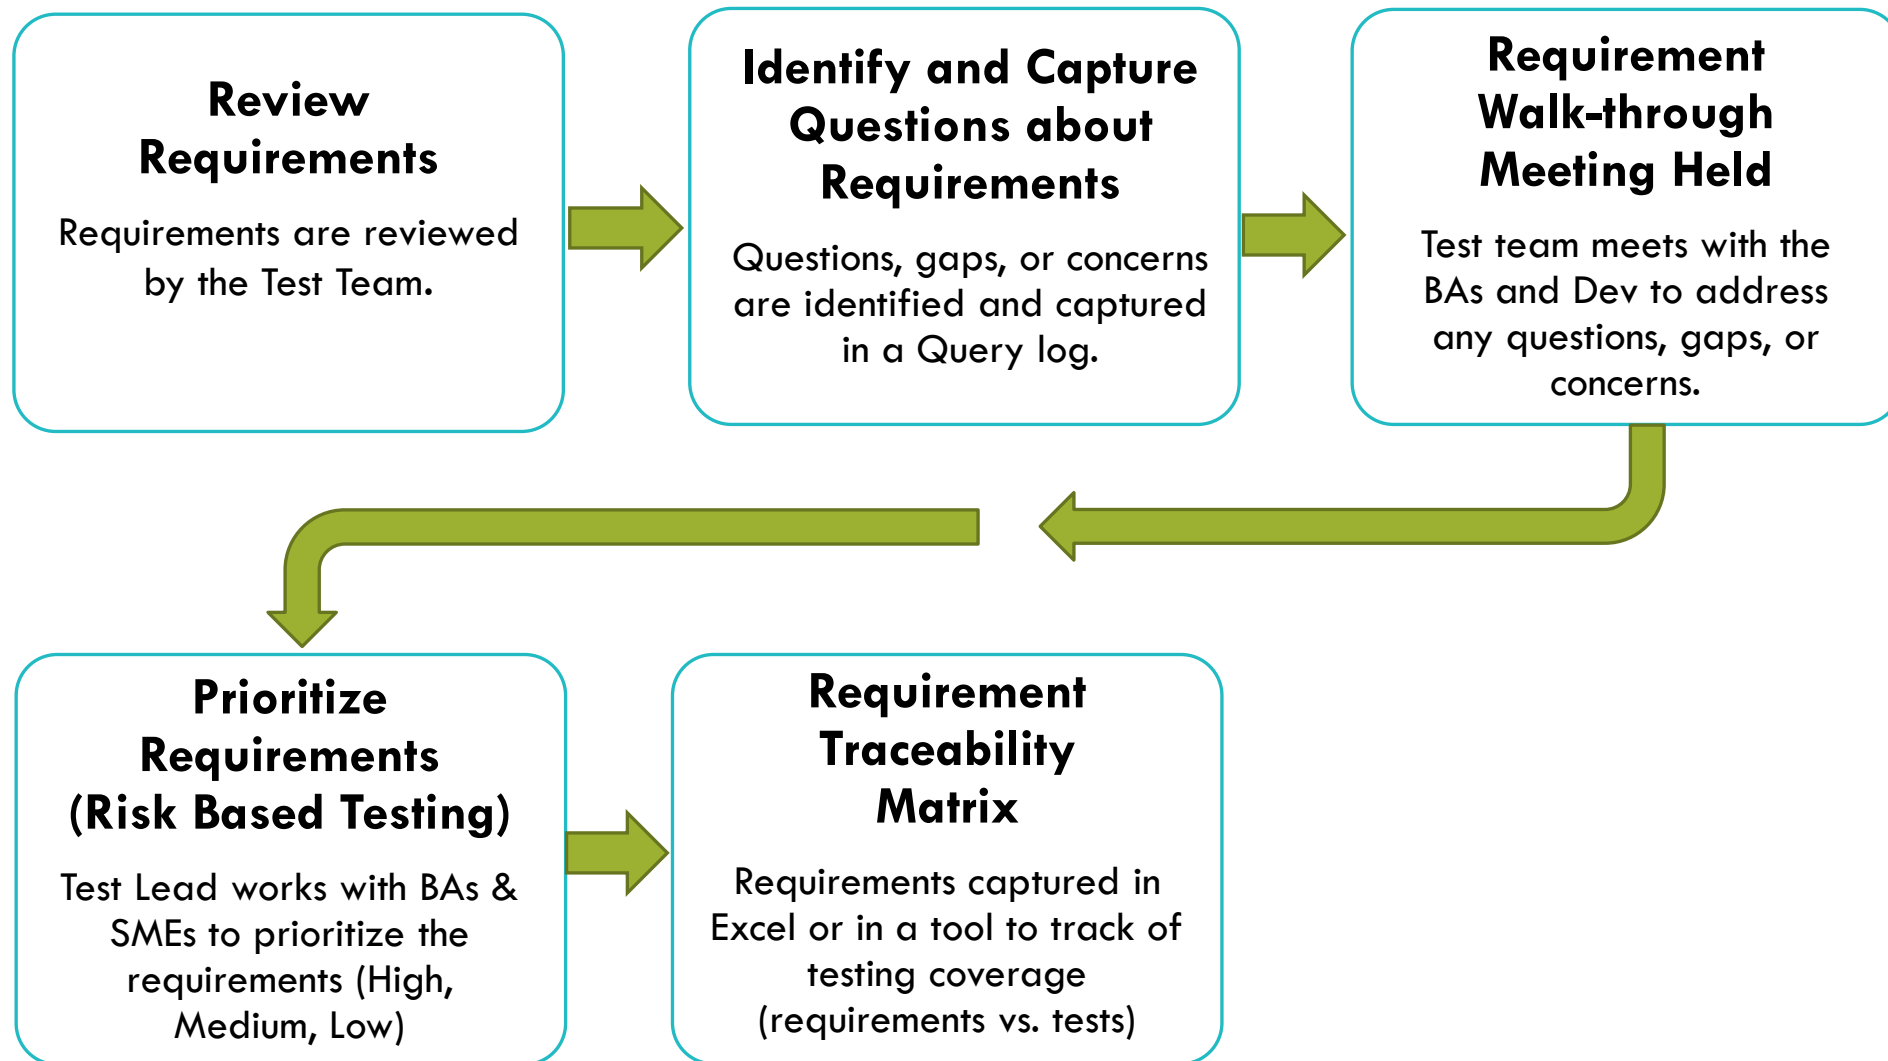 Review
Requirements
Requirements are reviewed
by the Test Team.
Identify and Capture
Questions about
Requirements
Questions, gaps, or concerns
are identified and captured
in a Query log.
Requirement
Walk-through
Meeting Held
Test team meets with the
BAs and Dev to address
any questions, gaps, or
concerns.
Prioritize
Requirements
(Risk Based Testing)
Test Lead works with BAs &
SMEs to prioritize the
requirements (High,
Medium, Low)
Requirement
Traceability
Matrix
Requirements captured in
Excel or in a tool to track of
testing coverage
(requirements vs. tests)